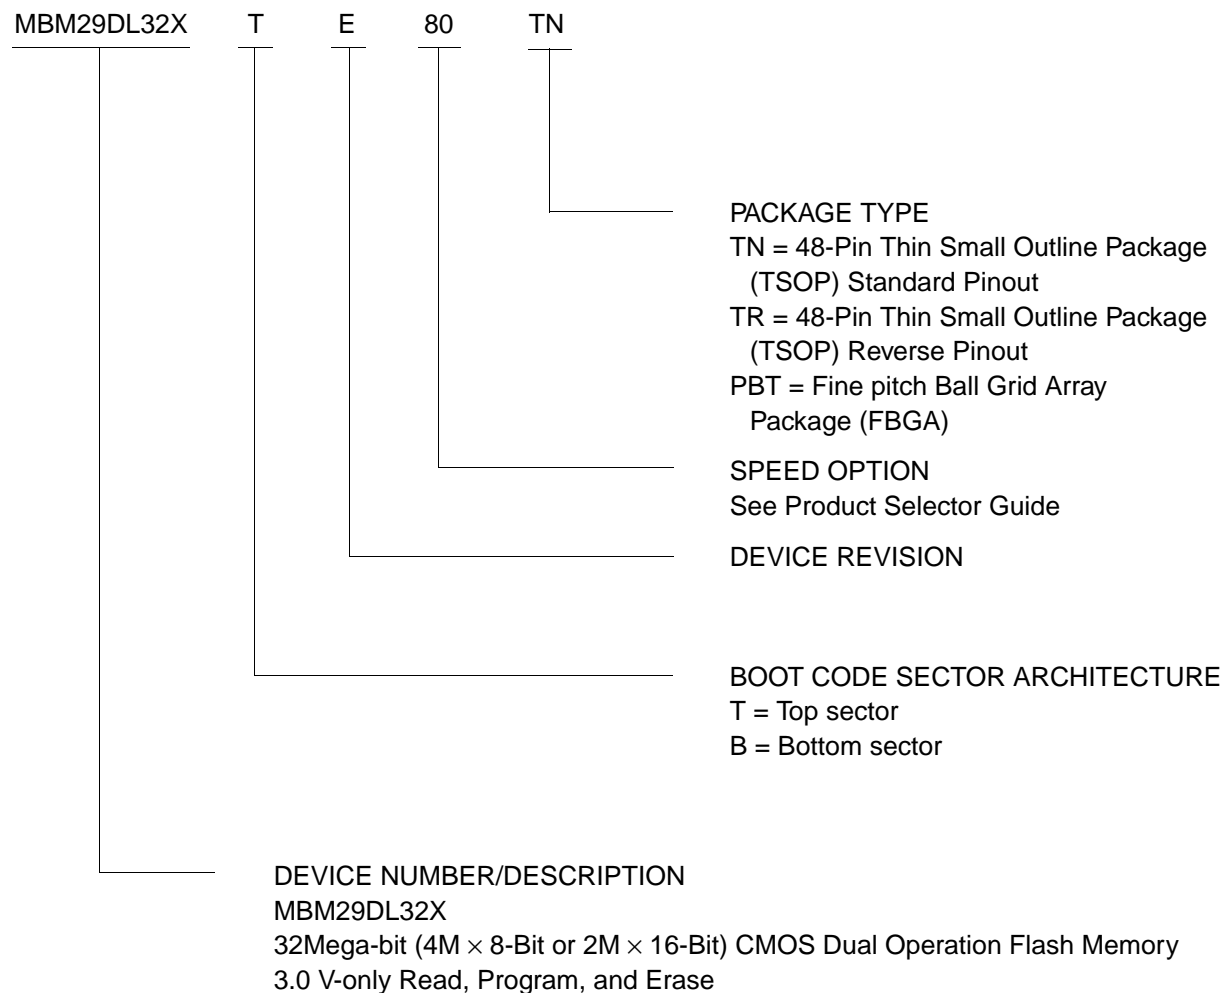 MBM29DL32X T E 80 TN
PACKAGE TYPE
TN = 48-Pin Thin Small Outline Package
(TSOP) Standard Pinout
TR = 48-Pin Thin Small Outline Package
(TSOP) Reverse Pinout
PBT = Fine pitch Ball Grid Array
Package (FBGA)
SPEED OPTION
See Product Selector Guide
DEVICE REVISION
BOOT CODE SECTOR ARCHITECTURE
T = Top sector
B = Bottom sector
DEVICE NUMBER/DESCRIPTION
MBM29DL32X
32Mega-bit (4M × 8-Bit or 2M × 16-Bit) CMOS Dual Operation Flash Memory
3.0 V-only Read, Program, and Erase